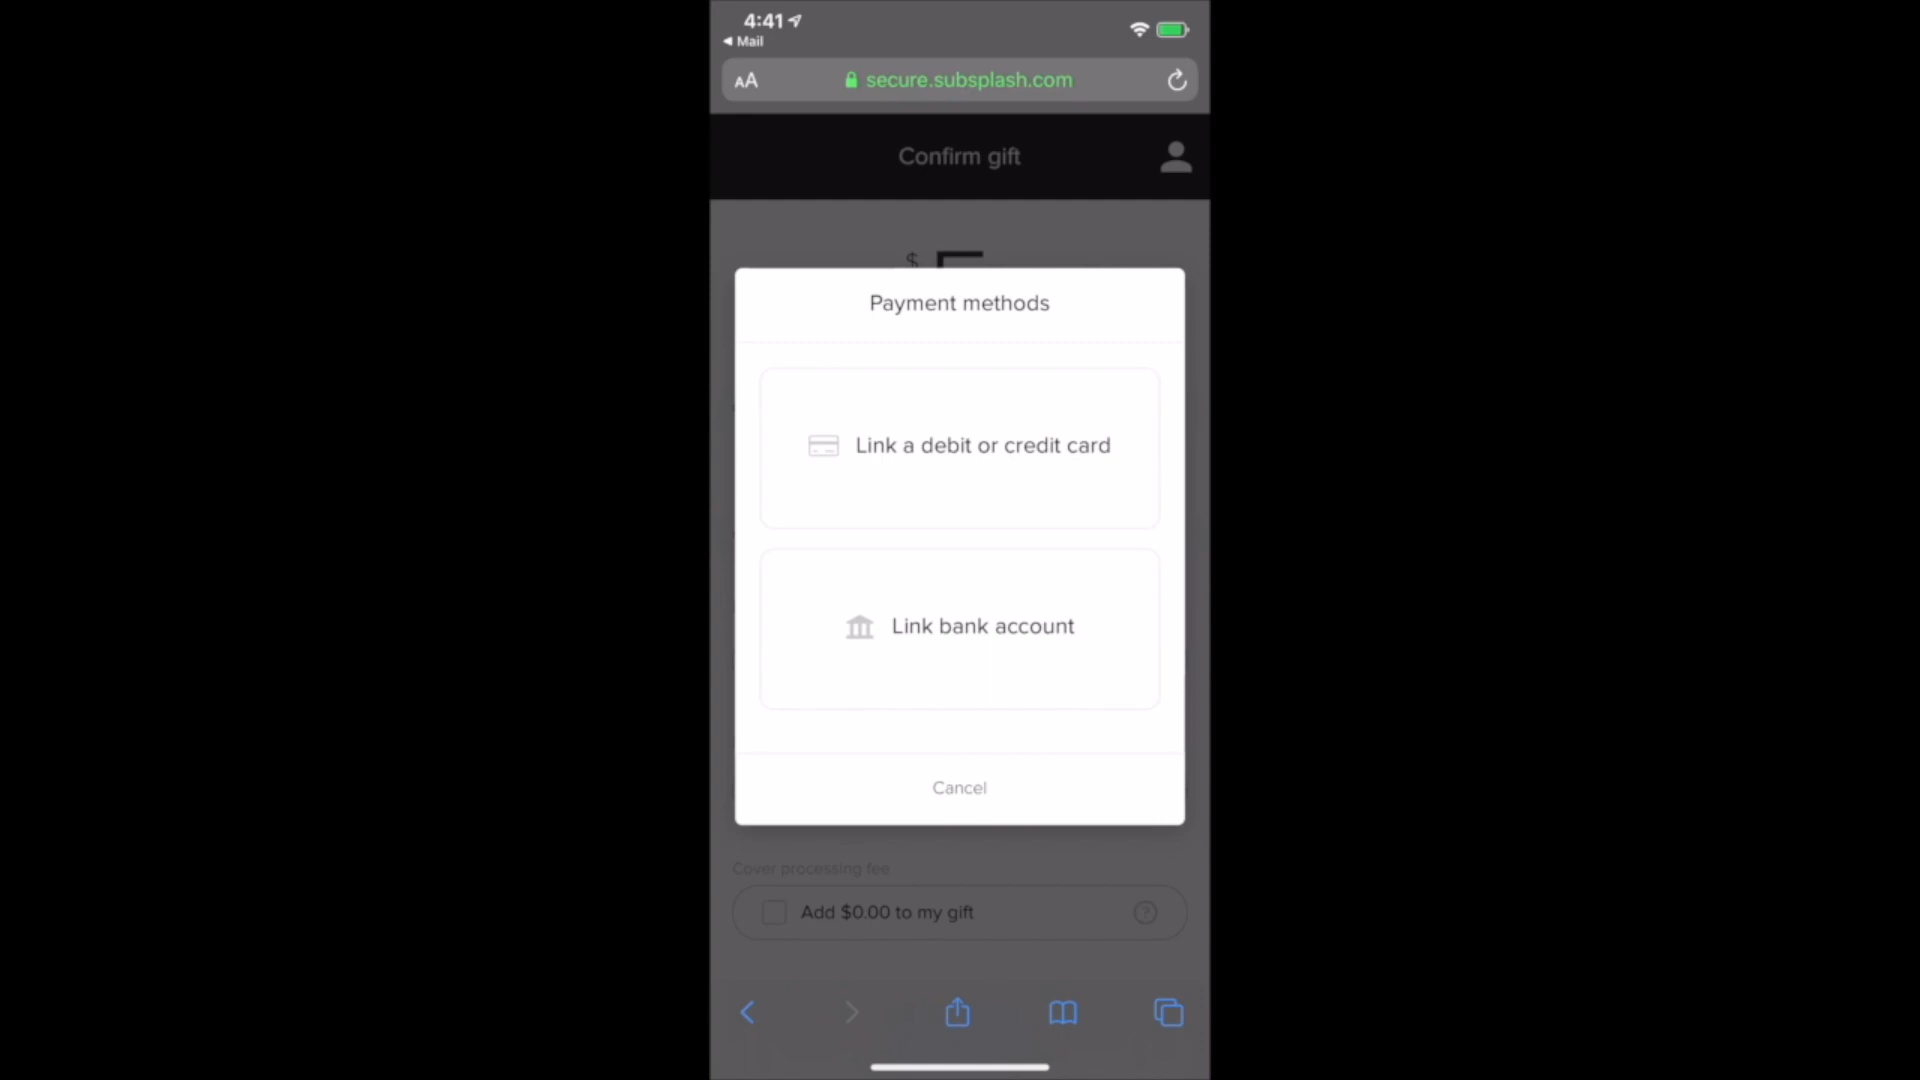 4:41
◀ Mail
AA secure.subsplash.com
Confirm gift
$
Payment methods
Link a debit or credit card
Link bank account
Cancel
Cover processing fee
Add $0.00 to my gift ?